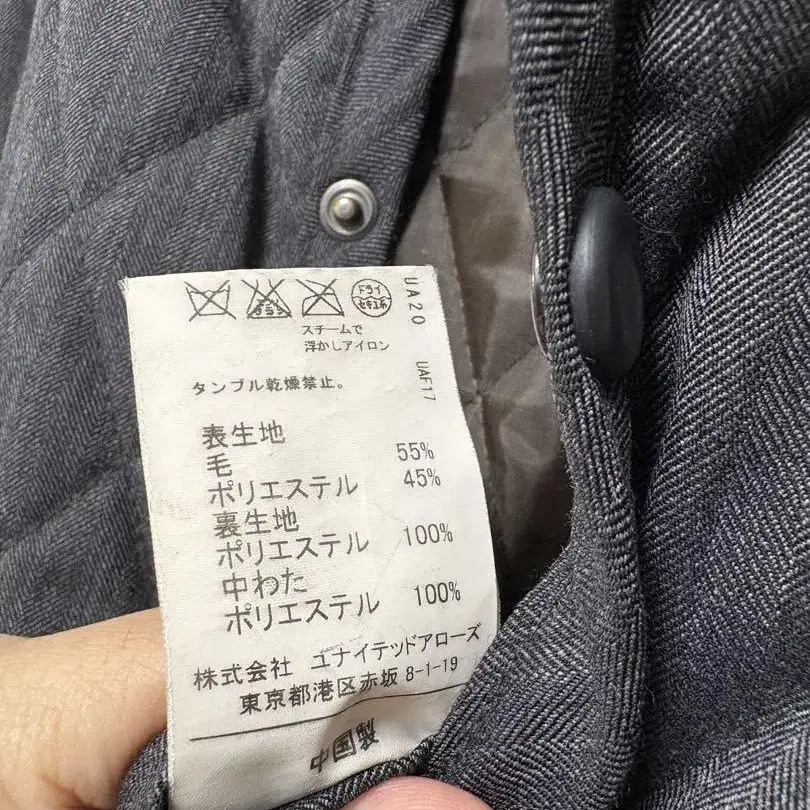 ドライ
セキユ系
UA20
スチームで
浮かしアイロン
UAF17
タンブル乾燥禁止。
表生地
毛 55%
ポリエステル 45%
裏生地
ポリエステル 100%
中わた
ポリエステル 100%
株式会社 ユナイテッドアローズ
東京都港区赤坂 8-1-19
中国製